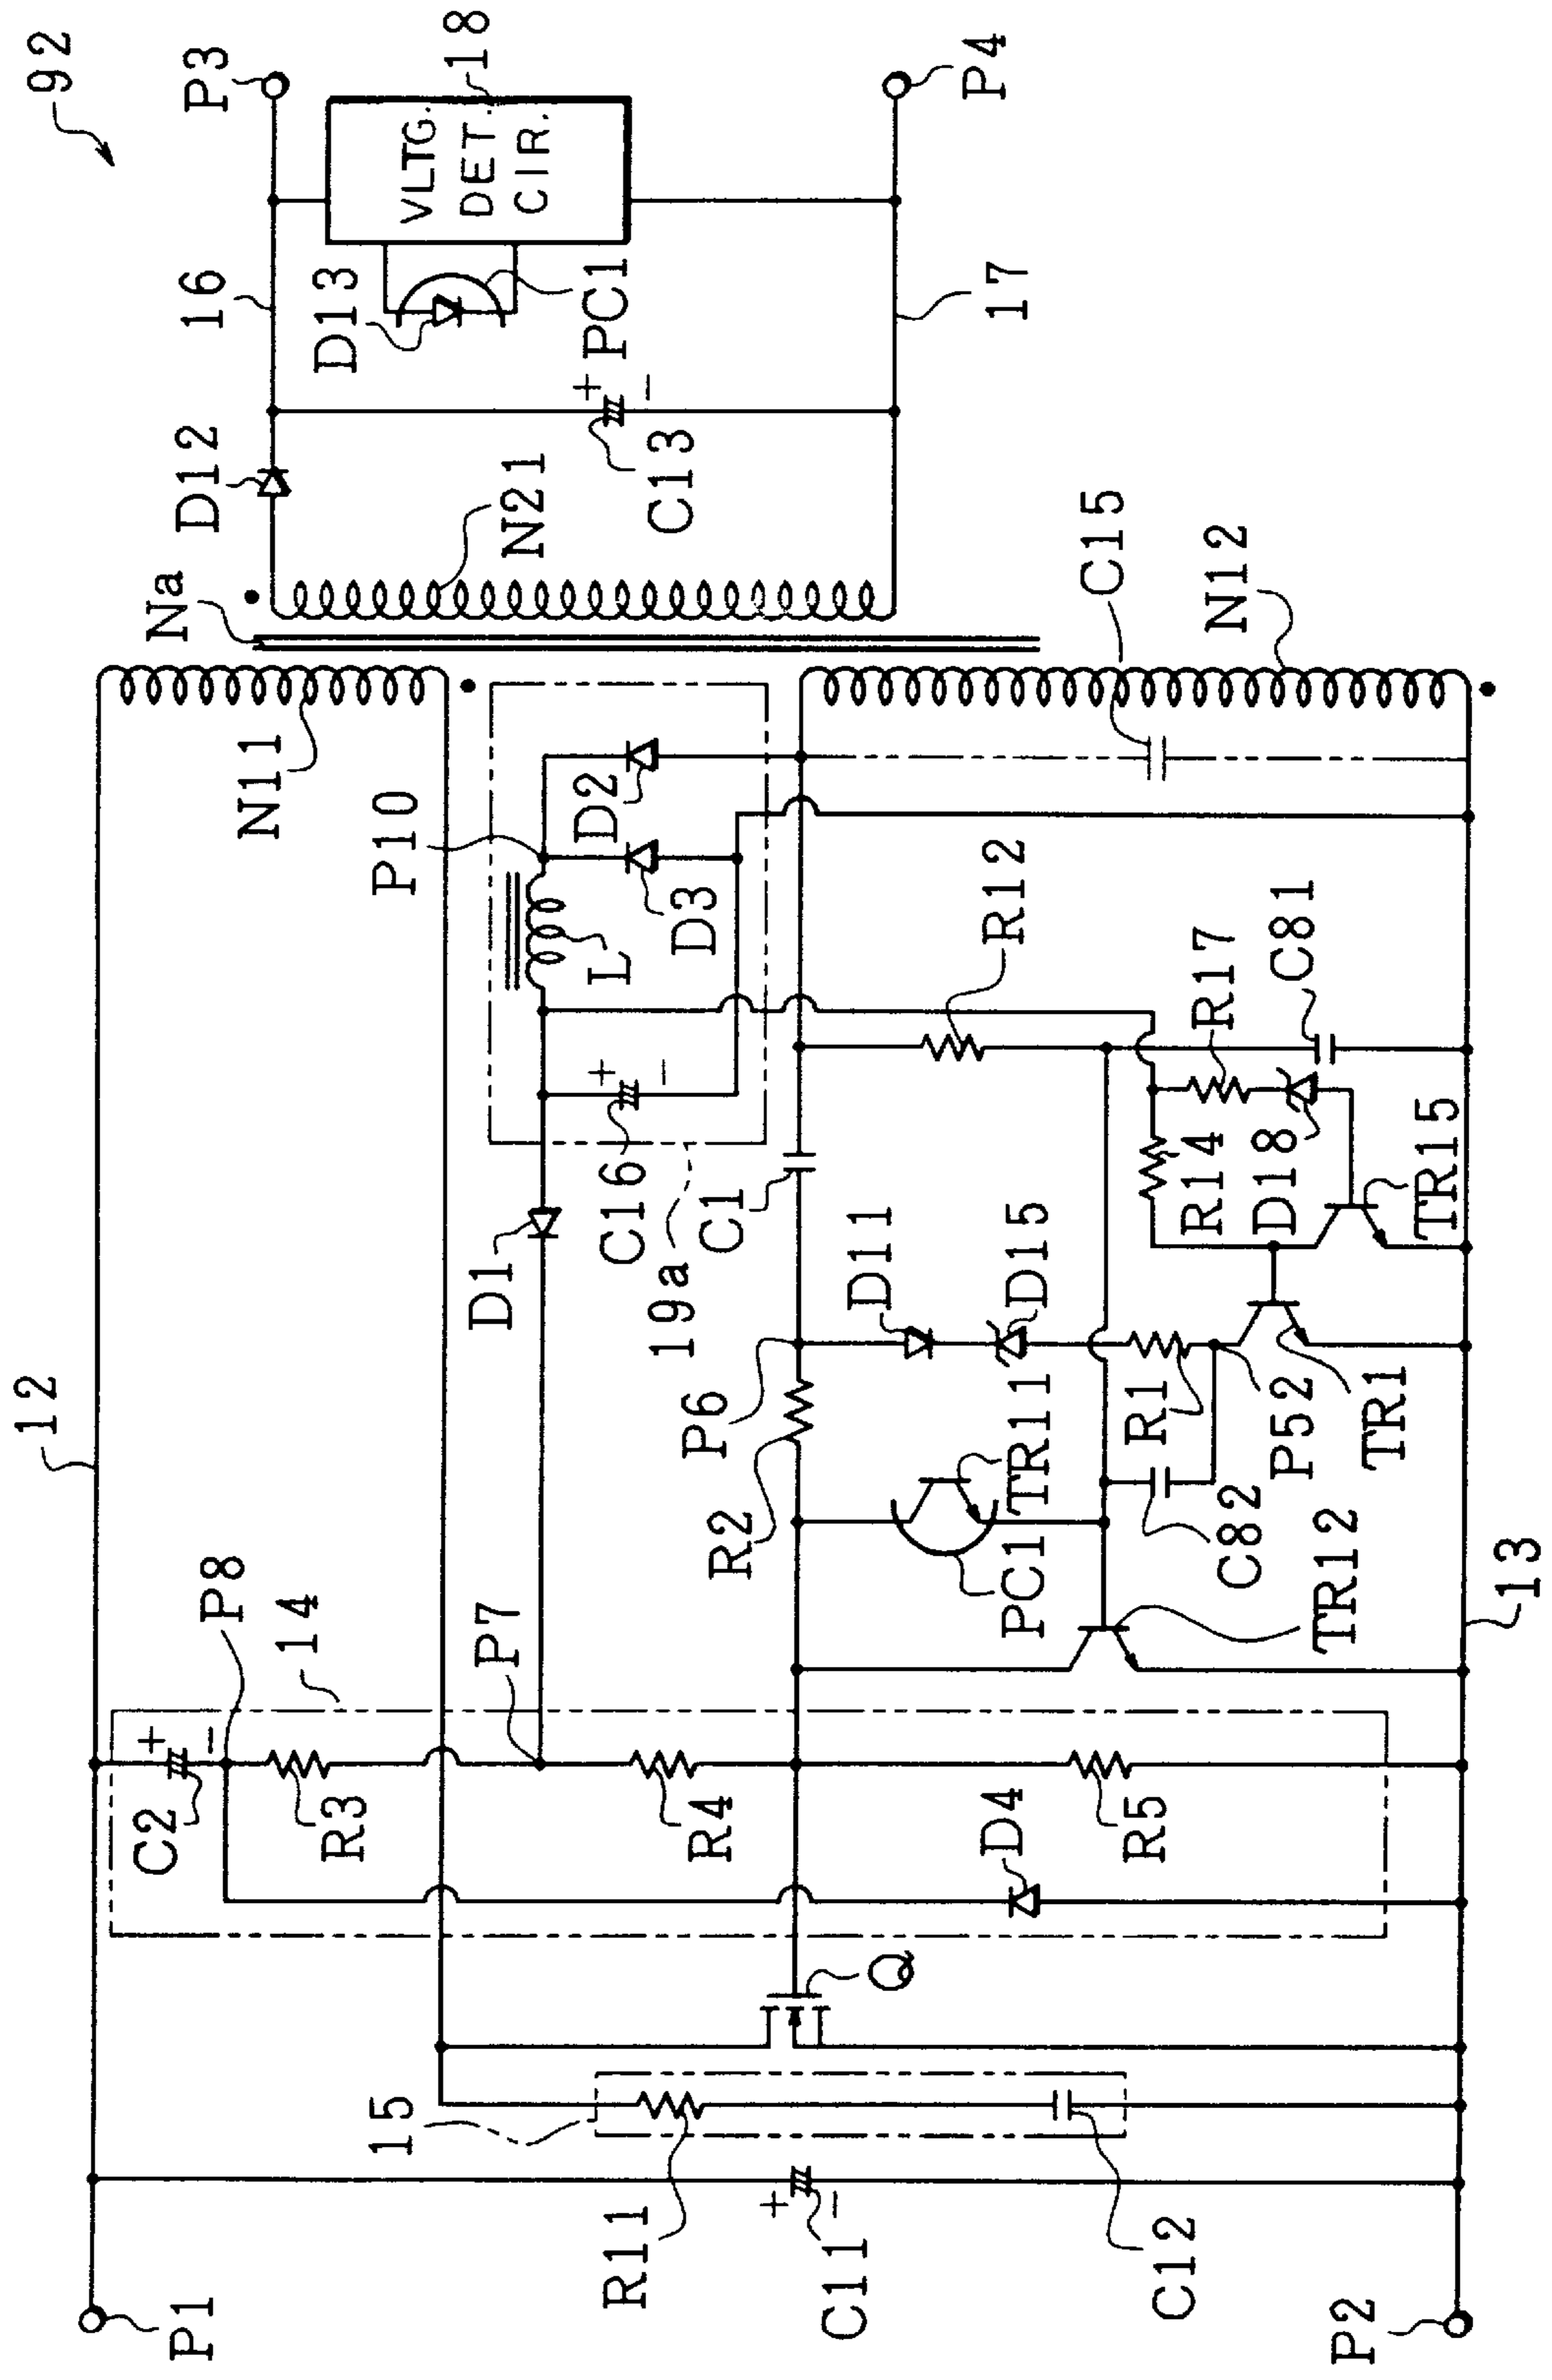 92
P3
P4
18
VLTG.
DET.
CIR.
16
D13
PC1
17
D12
C13
N21
Na
C15
N12
N11
P10
D2
D3
L
R12
R17
C81
C16
C1
R14
D18
TR15
D1
19a
D11
D15
12
P6
R2
TR11
R1
P52
TR1
PC1
C82
TR12
13
P8
14
P7
C2
R3
R4
D4
R5
Q
15
R11
C11
C12
P1
P2